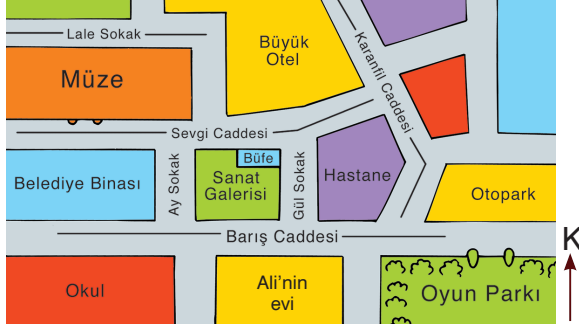 Lale Sokak
Büyük
Otel
Karanfil Caddesi
Müze
Sevgi Caddesi
Büfe
Belediye Binası
Ay Sokak
Sanat
Galerisi
Gül Sokak
Hastane
Otopark
Barış Caddesi
K
Okul
Ali'nin
evi
Oyun Parkı